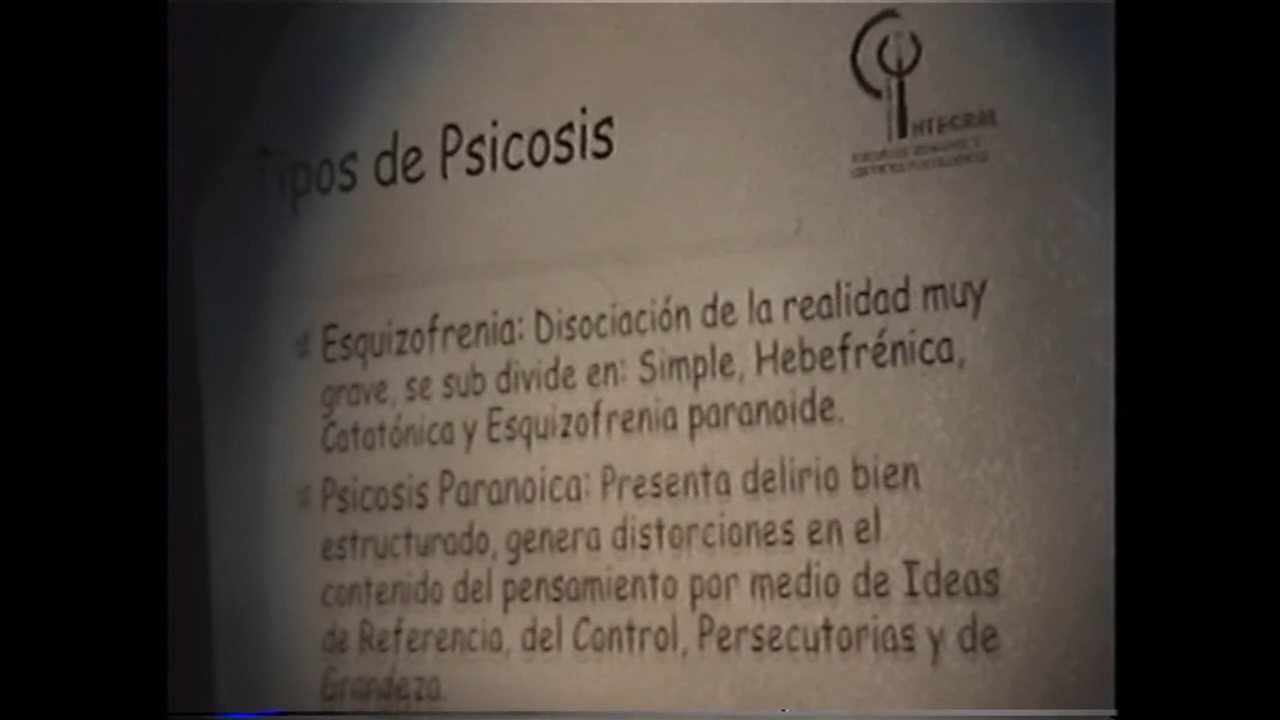 Tipos de Psicosis
INTEGRAL
Esquizofrenia: Disociación de la realidad muy
grave, se sub divide en: Simple, Hebefrénica,
Catatónica y Esquizofrenia paranoide.
Psicosis Paranoica: Presenta delirio bien
estructurado, genera distorciones en el
contenido del pensamiento por medio de Ideas
de Referencia, del Control, Persecutorias y de
Grandeza.